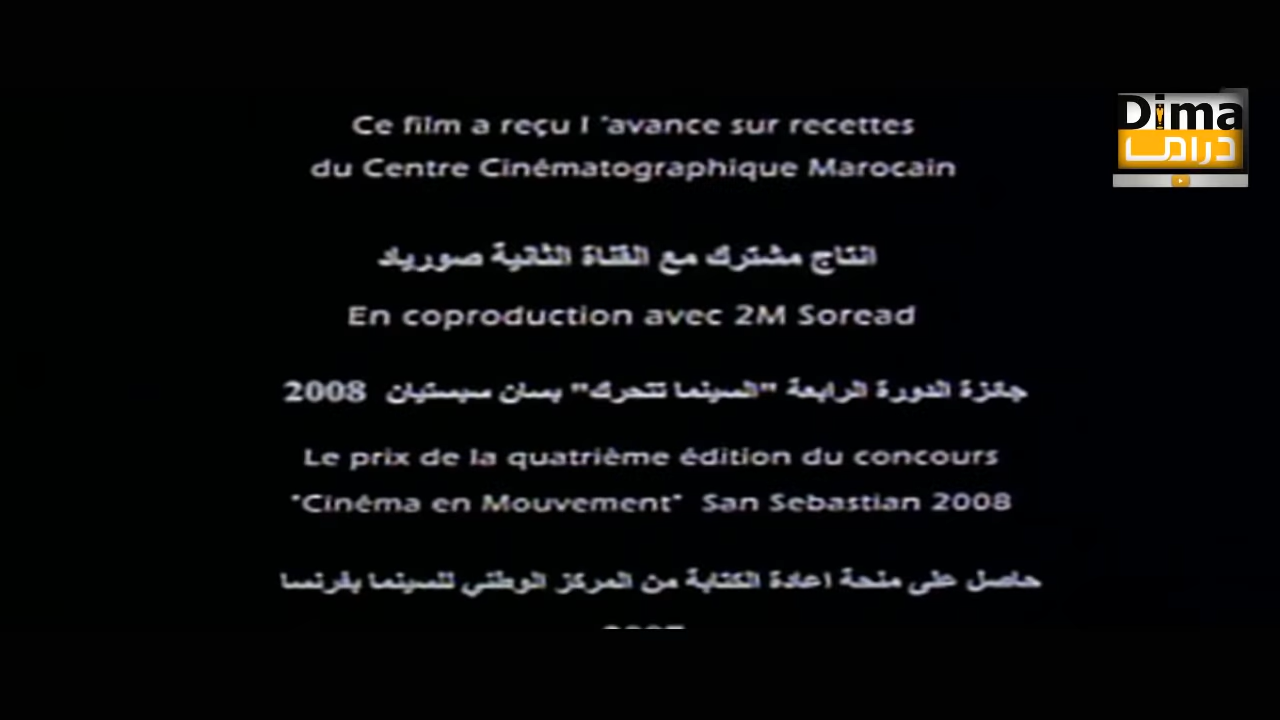 Dima
دراما
Ce film a reçu l 'avance sur recettes
du Centre Cinématographique Marocain
انتاج مشترك مع القناة الثانية صورياد
En coproduction avec 2M Soread
جائزة الدورة الرابعة "السينما تتحرك" بسان سبستيان 2008
Le prix de la quatrième édition du concours
"Cinéma en Mouvement" San Sebastian 2008
حاصل على منحة اعادة الكتابة من المركز الوطني للسينما بفرنسا